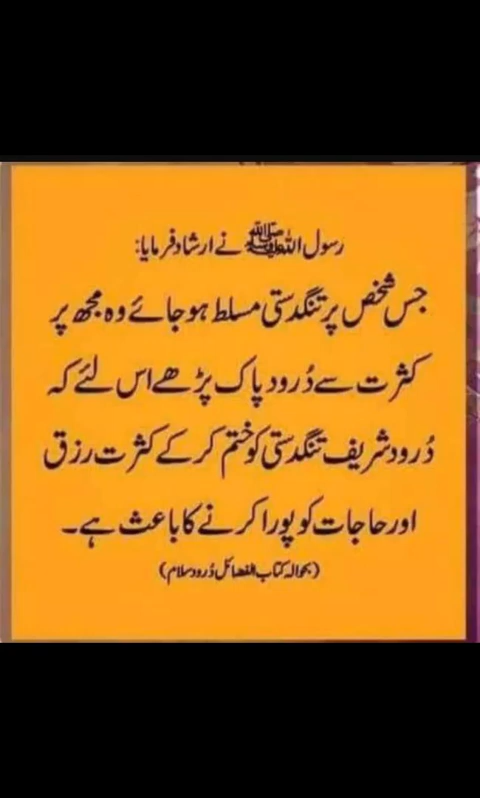 رسول اللہ ﷺ نے ارشاد فرمایا:
جس شخص پر تنگدستی مسلط ہو جائے وہ مجھ پر
کثرت سے دُرود پاک پڑھے اس لئے کہ
دُرود شریف تنگدستی کو ختم کر کے کثرت رزق
اور حاجات کو پورا کرنے کا باعث ہے۔
(بحوالہ کتاب الفضائل دُرود سلام)